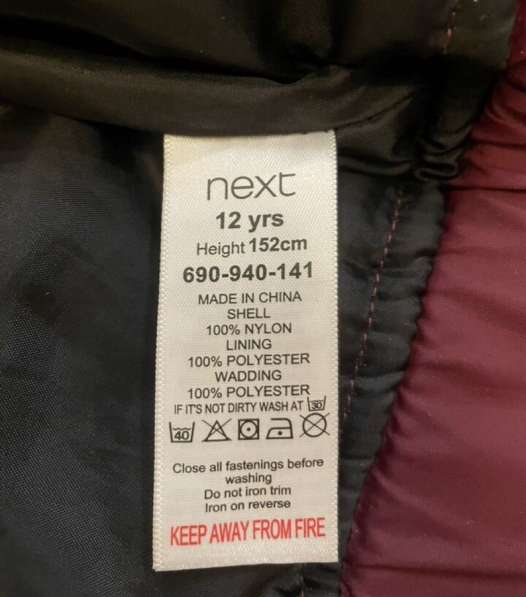 next
12 yrs
Height 152cm
690-940-141
MADE IN CHINA
SHELL
100% NYLON
LINING
100% POLYESTER
WADDING
100% POLYESTER
IF IT'S NOT DIRTY WASH AT 30
40
Close all fastenings before
washing
Do not iron trim
Iron on reverse
KEEP AWAY FROM FIRE